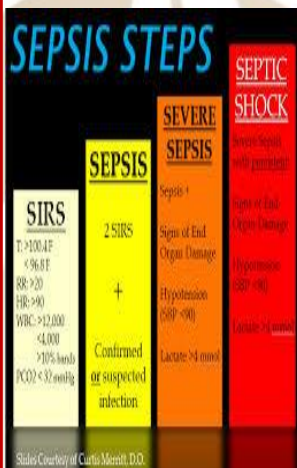 SEPSIS STEPS
SIRS
T: >100.4 F
< 96.8 F
RR: >20
HR: >90
WBC: >12,000
<4,000
>10% bands
PCO2 < 32 mmHg
SEPSIS
2 SIRS
+
Confirmed
or suspected
infection
SEVERE
SEPSIS
Sepsis +
Signs of End
Organ Damage
Hypotension
(SBP <90)
Lactate >4 mmol
SEPTIC
SHOCK
Severe Sepsis
with persistent:
Signs of End
Organ Damage
Hypotension
(SBP <90)
Lactate >4 mmol
Slides Courtesy of Curtis Merritt, D.O.